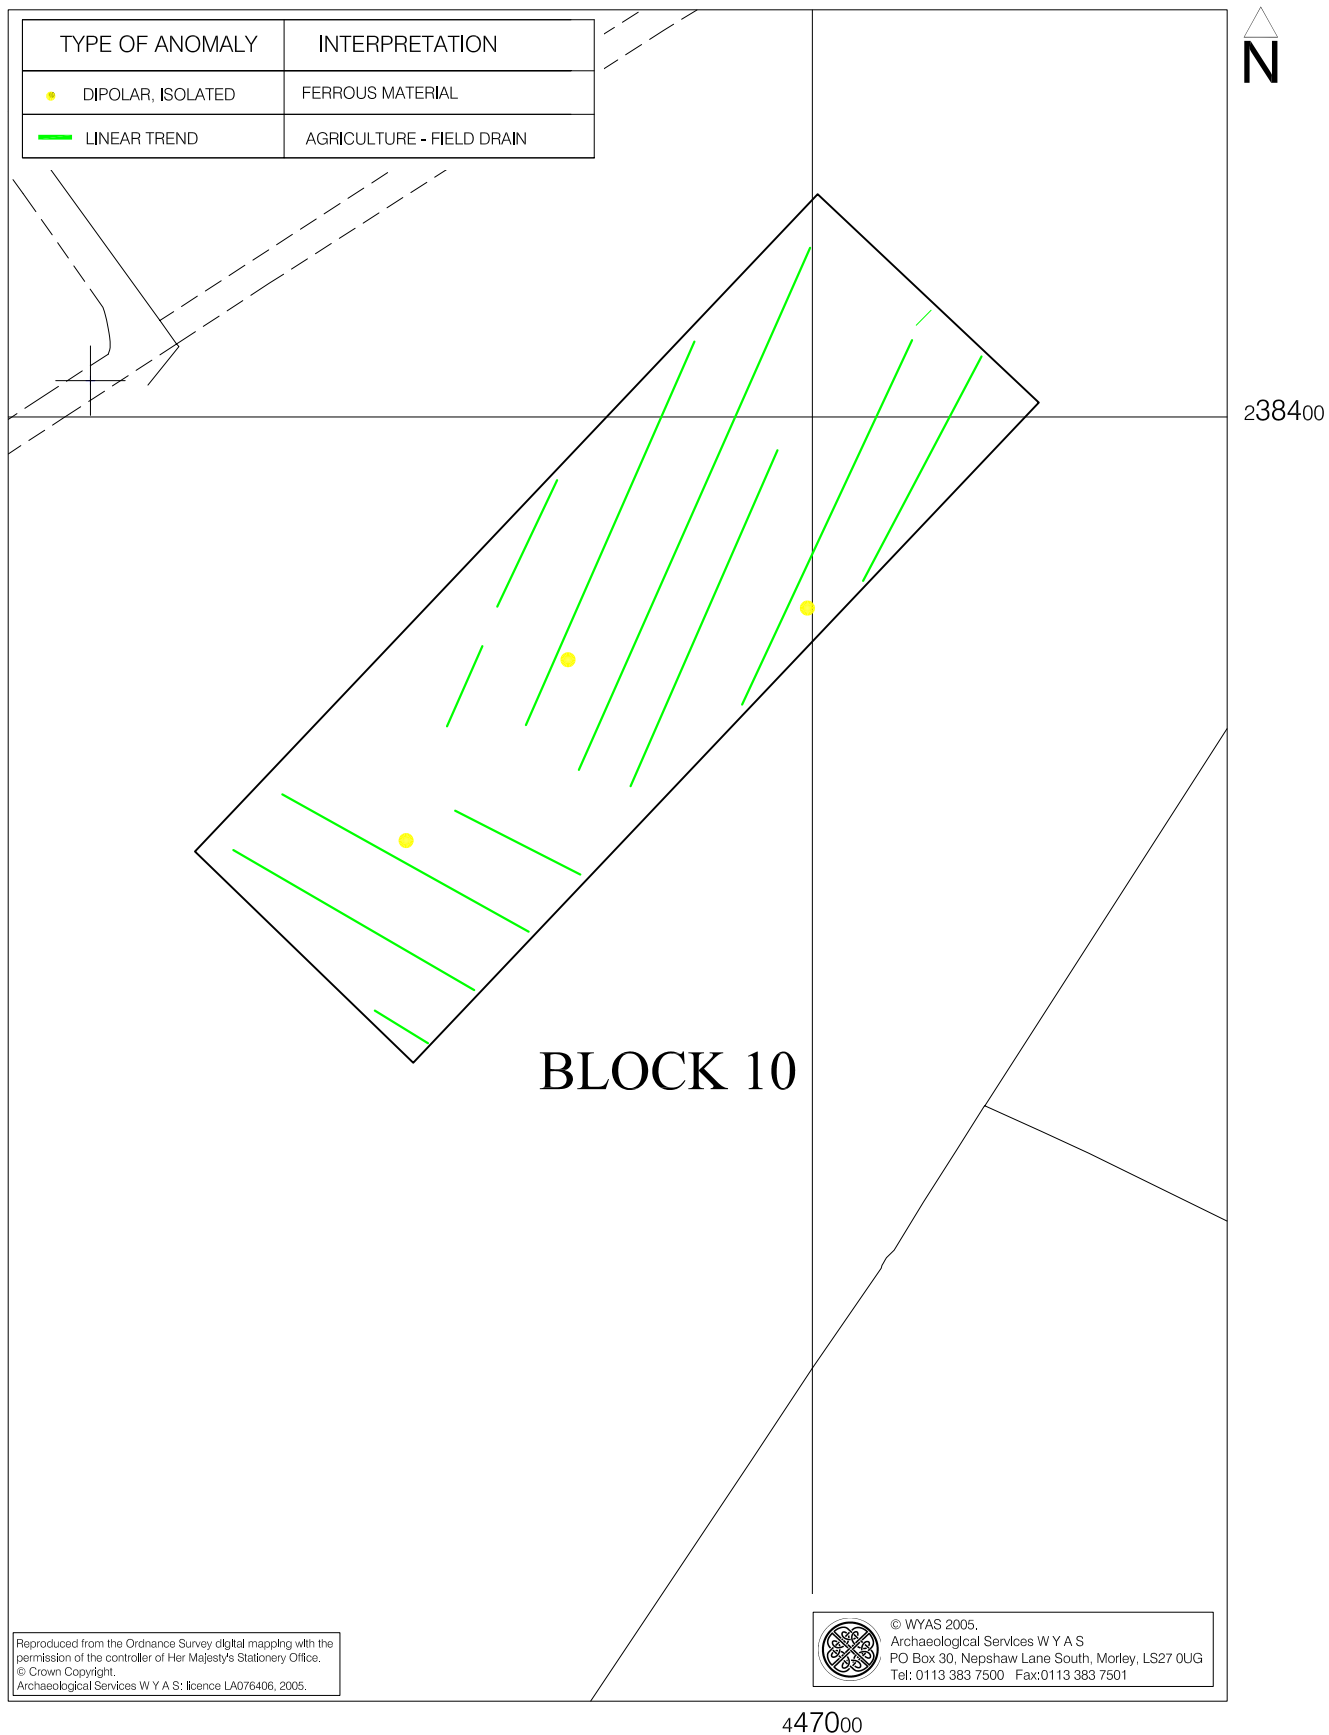 TYPE OF ANOMALY INTERPRETATION
DIPOLAR, ISOLATED FERROUS MATERIAL
LINEAR TREND AGRICULTURE - FIELD DRAIN
N
238400
BLOCK 10
Reproduced from the Ordnance Survey digital mapping with the
permission of the controller of Her Majesty's Stationery Office.
© Crown Copyright.
Archaeological Services W Y A S: licence LA076406, 2005.
© WYAS 2005.
Archaeological Services W Y A S
PO Box 30, Nepshaw Lane South, Morley, LS27 0UG
Tel: 0113 383 7500 Fax:0113 383 7501
447000